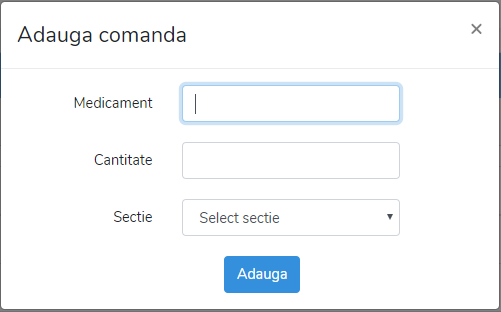 Adauga comanda
×
Medicament
Cantitate
Sectie
Select sectie
Adauga